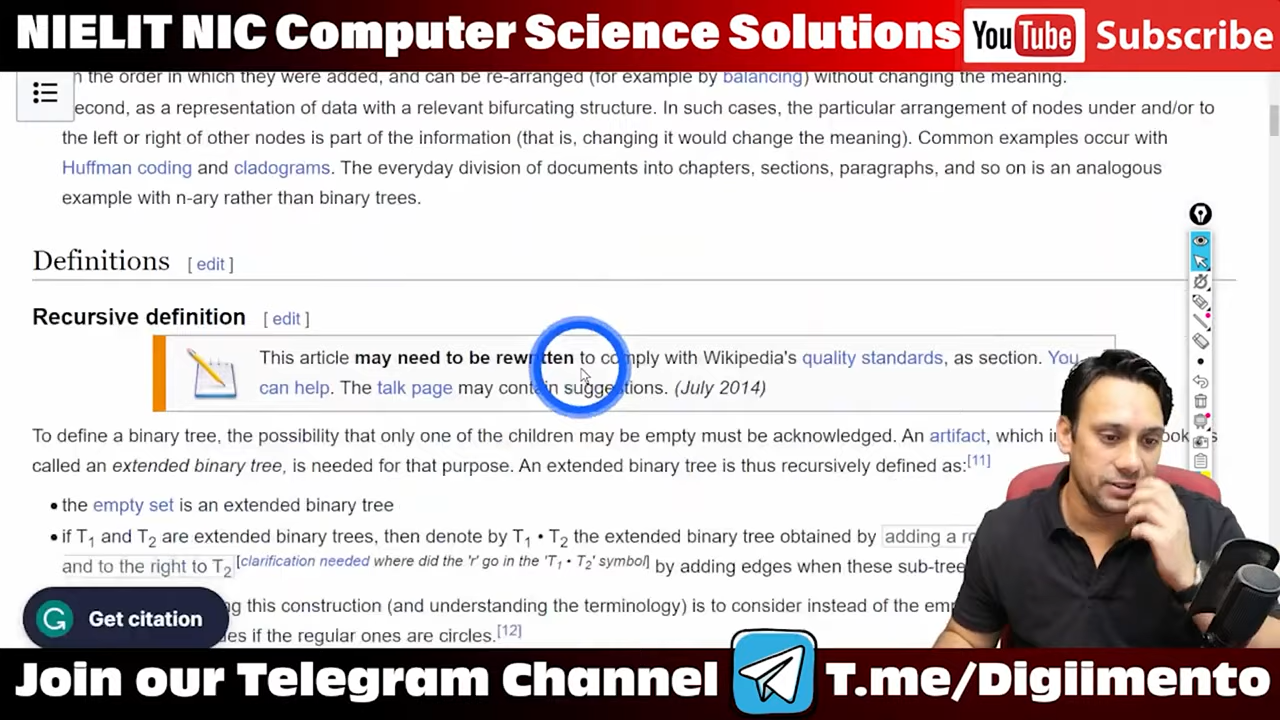 NIELIT NIC Computer Science Solutions YouTube Subscribe
in the order in which they were added, and can be re-arranged (for example by balancing) without changing the meaning.
second, as a representation of data with a relevant bifurcating structure. In such cases, the particular arrangement of nodes under and/or to
the left or right of other nodes is part of the information (that is, changing it would change the meaning). Common examples occur with
Huffman coding and cladograms. The everyday division of documents into chapters, sections, paragraphs, and so on is an analogous
example with n-ary rather than binary trees.
Definitions [ edit ]
Recursive definition [ edit ]
This article may need to be rewritten to comply with Wikipedia's quality standards, as section. You
can help. The talk page may contain suggestions. (July 2014)
To define a binary tree, the possibility that only one of the children may be empty must be acknowledged. An artifact, which in
called an extended binary tree, is needed for that purpose. An extended binary tree is thus recursively defined as:[11]
• the empty set is an extended binary tree
• if T1 and T2 are extended binary trees, then denote by T1 • T2 the extended binary tree obtained by adding a
and to the right to T2 [clarification needed where did the 'r' go in the 'T1 • T2' symbol] by adding edges when these
this construction (and understanding the terminology) is to consider instead of the
if the regular ones are circles.[12]
Get citation
Join our Telegram Channel T.me/Digiimento